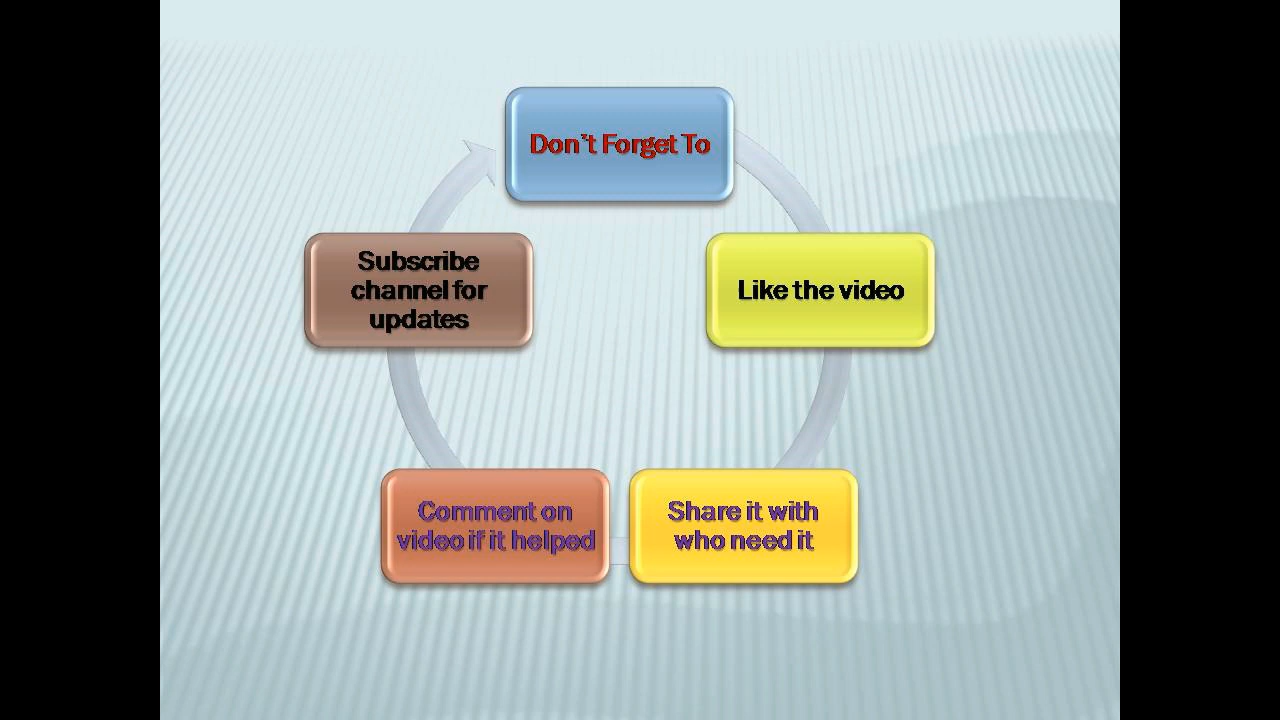 Don't Forget To
Like the video
Share it with
who need it
Comment on
video if it helped
Subscribe
channel for
updates